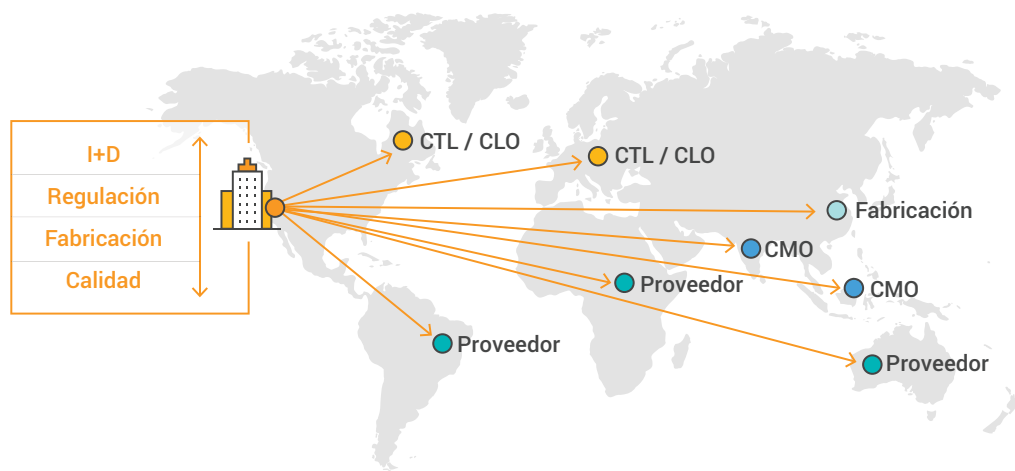 I+D
Regulación
Fabricación
Calidad
CTL / CLO
CTL / CLO
Fabricación
CMO
Proveedor
CMO
Proveedor
Proveedor